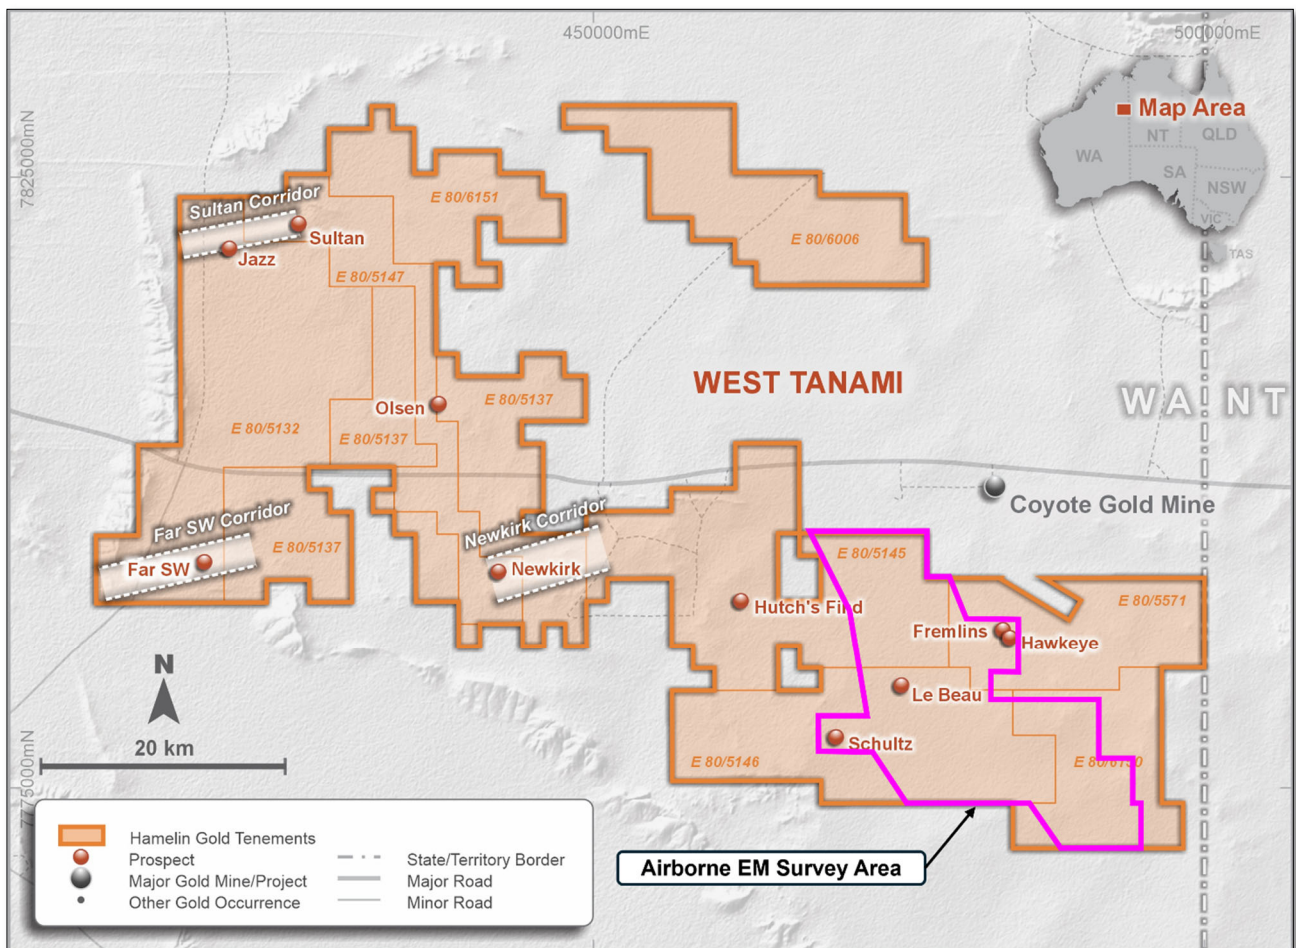 450000mE
500000mE
7825000mN
Map Area
NT
QLD
WA
SA
NSW
VIC
TAS
Sultan Corridor
E 80/6151
Sultan
Jazz
E 80/6006
E 80/5147
WEST TANAMI
W A
N T
Olsen
E 80/5137
E 80/5132
E 80/5137
Coyote Gold Mine
Far SW Corridor
Newkirk Corridor
E 80/5137
E 80/5145
Far SW
Newkirk
Hutch's Find
E 80/5571
Fremlins
Hawkeye
Le Beau
N
20 km
Schultz
E 80/5146
E 80/6150
7775000mN
Airborne EM Survey Area
Hamelin Gold Tenements
Prospect
Major Gold Mine/Project
Other Gold Occurrence
State/Territory Border
Major Road
Minor Road